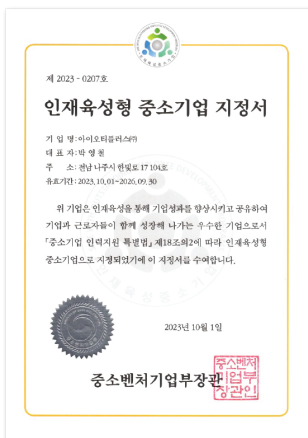 제 2023 - 0207호
인재육성형 중소기업 지정서
기 업 명:아이오티플러스㈜
대 표 자:박 영 철
주 소:전남 나주시 한빛로 17 104호
유효기간:2023.10.01~2026.09.30
위 기업은 인재육성을 통해 기업성과를 향상시키고 공유하여
기업과 근로자들이 함께 성장해 나가는 우수한 기업으로서
「중소기업 인력지원 특별법」 제18조의2에 따라 인재육성형
중소기업으로 지정되었기에 이 지정서를 수여합니다.
2023년 10월 1일
중소벤처기업부장관
중소벤처
기업부
장관인